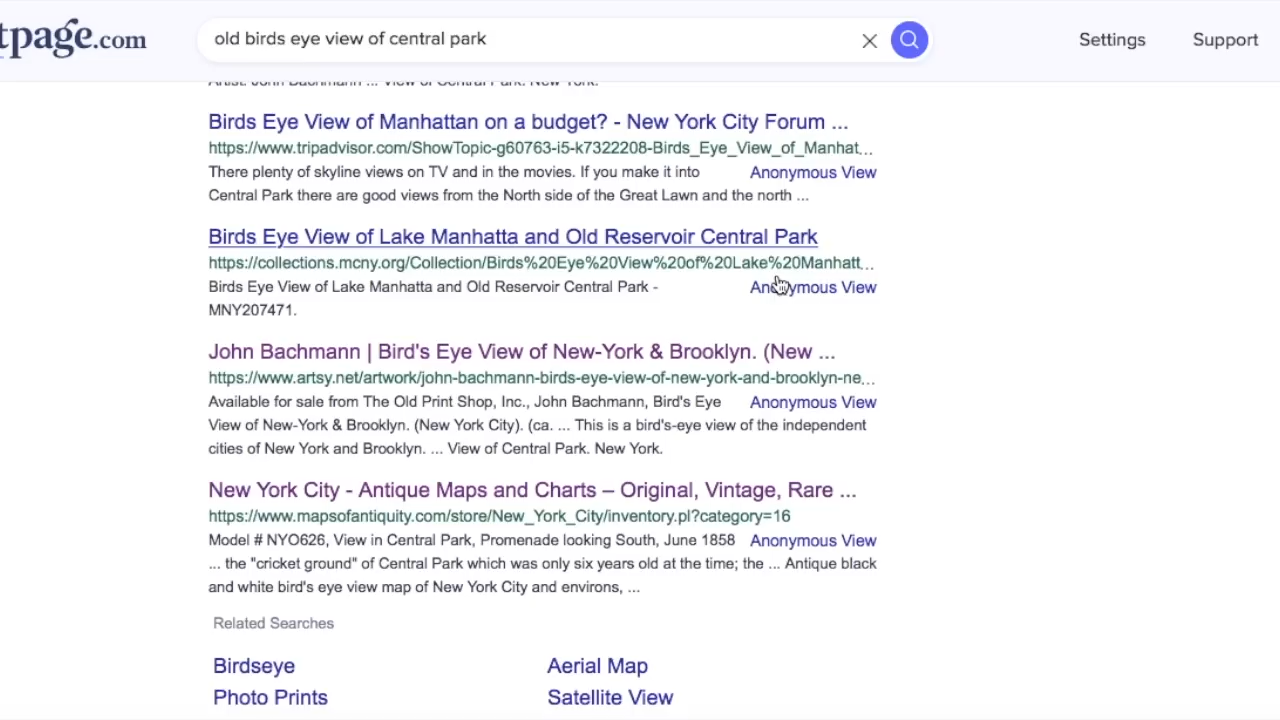 tpage.com
old birds eye view of central park
Settings
Support
Artist: John Bachmann ... View of Central Park. New York.
Birds Eye View of Manhattan on a budget? - New York City Forum ...
https://www.tripadvisor.com/ShowTopic-g60763-i5-k7322208-Birds_Eye_View_of_Manhat...
There plenty of skyline views on TV and in the movies. If you make it into
Anonymous View
Central Park there are good views from the North side of the Great Lawn and the north ...
Birds Eye View of Lake Manhatta and Old Reservoir Central Park
https://collections.mcny.org/Collection/Birds%20Eye%20View%20of%20Lake%20Manhatt...
Birds Eye View of Lake Manhatta and Old Reservoir Central Park -
Anonymous View
MNY207471.
John Bachmann | Bird's Eye View of New-York & Brooklyn. (New ...
https://www.artsy.net/artwork/john-bachmann-birds-eye-view-of-new-york-and-brooklyn-ne...
Available for sale from The Old Print Shop, Inc., John Bachmann, Bird's Eye
Anonymous View
View of New-York & Brooklyn. (New York City). (ca. ... This is a bird's-eye view of the independent
cities of New York and Brooklyn. ... View of Central Park. New York.
New York City - Antique Maps and Charts – Original, Vintage, Rare ...
https://www.mapsofantiquity.com/store/New_York_City/inventory.pl?category=16
Model # NYO626, View in Central Park, Promenade looking South, June 1858
Anonymous View
... the "cricket ground" of Central Park which was only six years old at the time; the ... Antique black
and white bird's eye view map of New York City and environs, ...
Related Searches
Birdseye
Aerial Map
Photo Prints
Satellite View